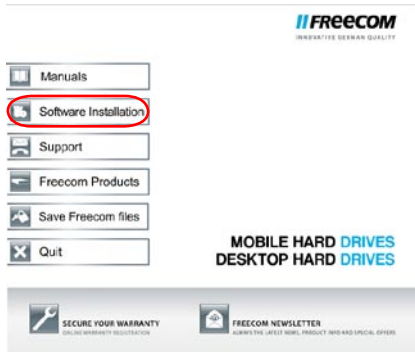 FREECOM
INNOVATIVE GERMAN QUALITY
Manuals
Software Installation
Support
Freecom Products
Save Freecom files
Quit
MOBILE HARD DRIVES
DESKTOP HARD DRIVES
SECURE YOUR WARRANTY
ONLINE WARRANTY REGISTRATION
FREECOM NEWSLETTER
ALWAYS THE LATEST NEWS, PRODUCT INFO AND SPECIAL OFFERS